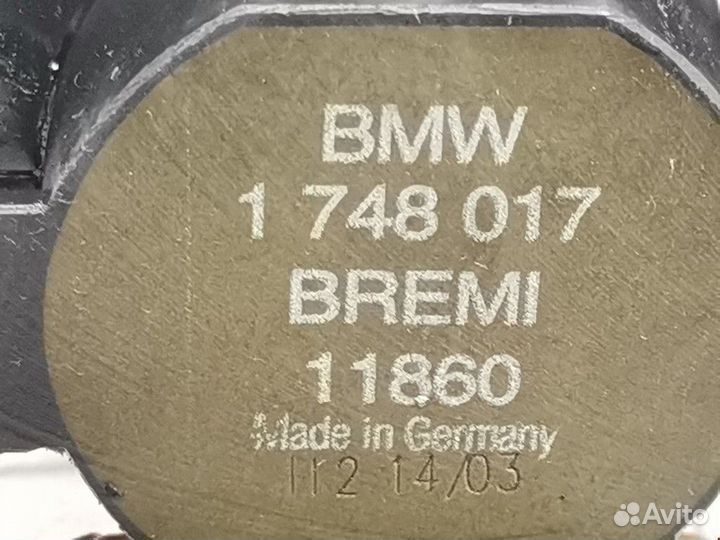 BMW
1 748 017
BREMI
11860
Made in Germany
112 14/03
Avito